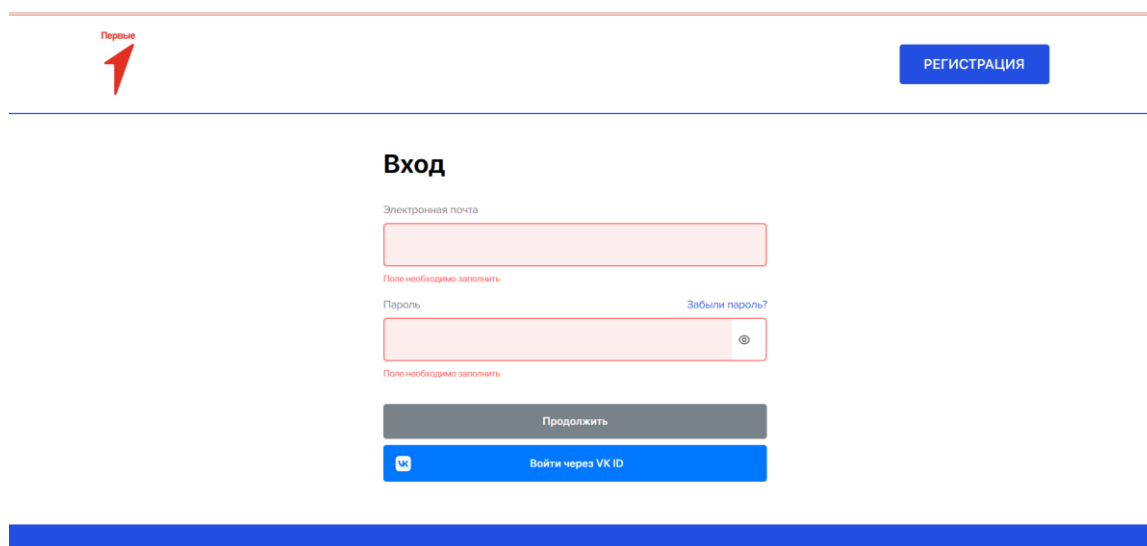 Первые
РЕГИСТРАЦИЯ
Вход
Электронная почта
Поле необходимо заполнить
Пароль
Забыли пароль?
Поле необходимо заполнить
Продолжить
Войти через VK ID